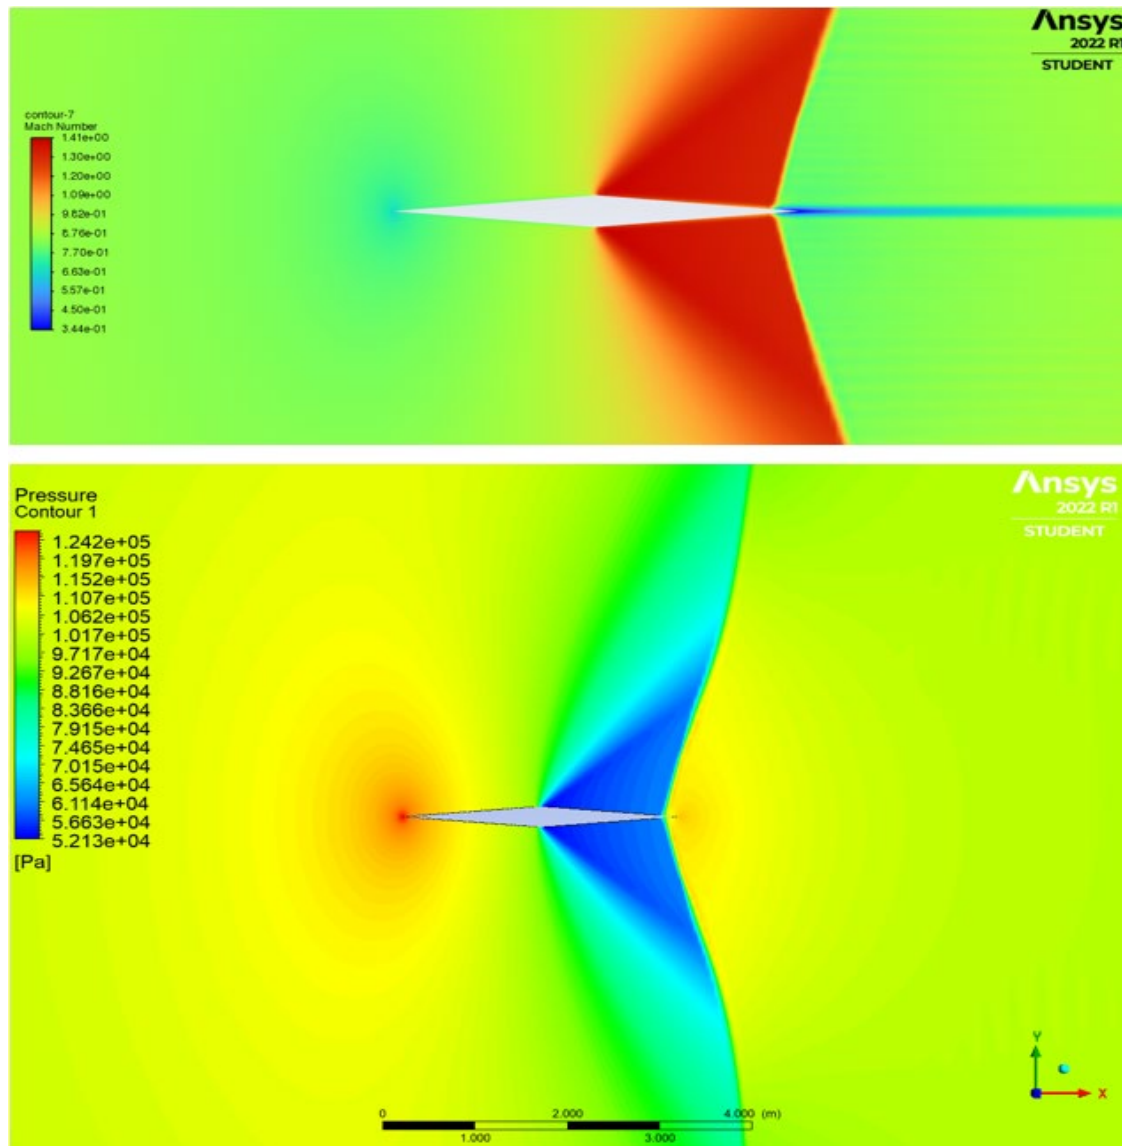 Ansys
2022 R1
STUDENT
contour-7
Mach Number
1.41e+00
1.30e+00
1.20e+00
1.09e+00
9.82e-01
8.76e-01
7.70e-01
6.63e-01
5.57e-01
4.50e-01
3.44e-01
Ansys
2022 R1
STUDENT
Pressure
Contour 1
1.242e+05
1.197e+05
1.152e+05
1.107e+05
1.062e+05
1.017e+05
9.717e+04
9.267e+04
8.816e+04
8.366e+04
7.915e+04
7.465e+04
7.015e+04
6.564e+04
6.114e+04
5.663e+04
5.213e+04
[Pa]
Y
X
0 2.000 4.000 (m)
1.000 3.000